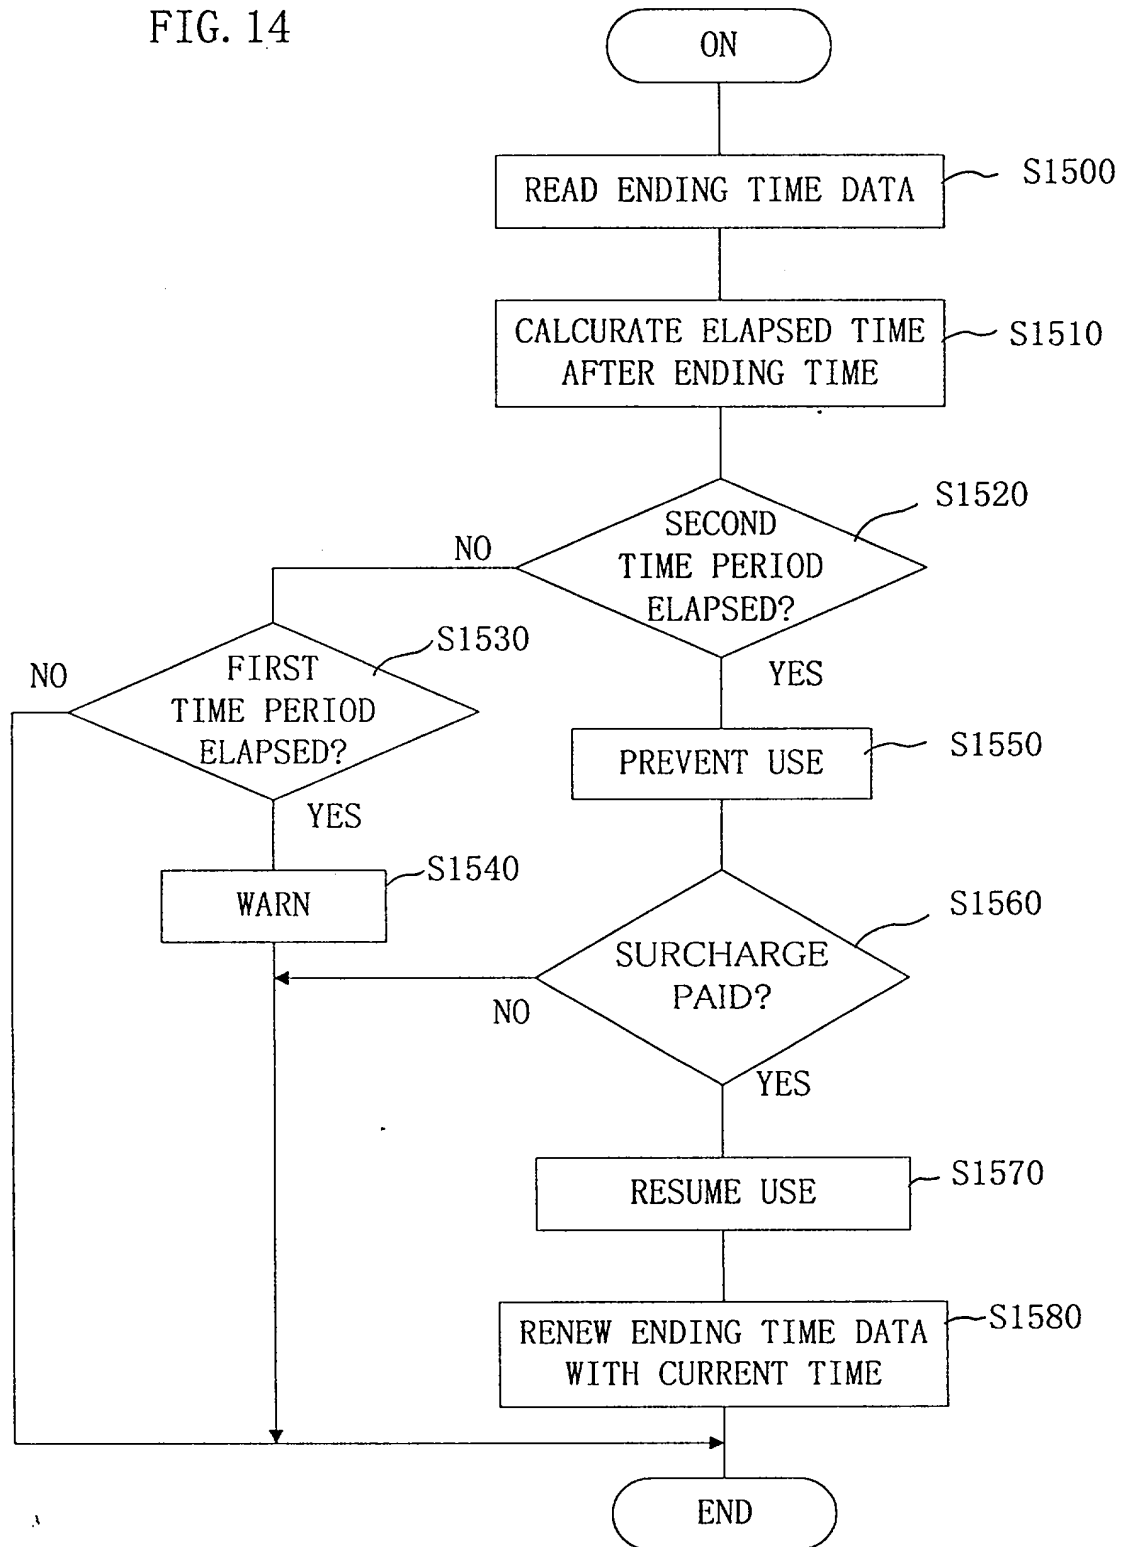 FIG. 14
ON
READ ENDING TIME DATA
S1500
CALCURATE ELAPSED TIME
AFTER ENDING TIME
S1510
SECOND
TIME PERIOD
ELAPSED?
S1520
NO
YES
FIRST
TIME PERIOD
ELAPSED?
S1530
NO
YES
PREVENT USE
S1550
WARN
S1540
SURCHARGE
PAID?
S1560
NO
YES
RESUME USE
S1570
RENEW ENDING TIME DATA
WITH CURRENT TIME
S1580
END